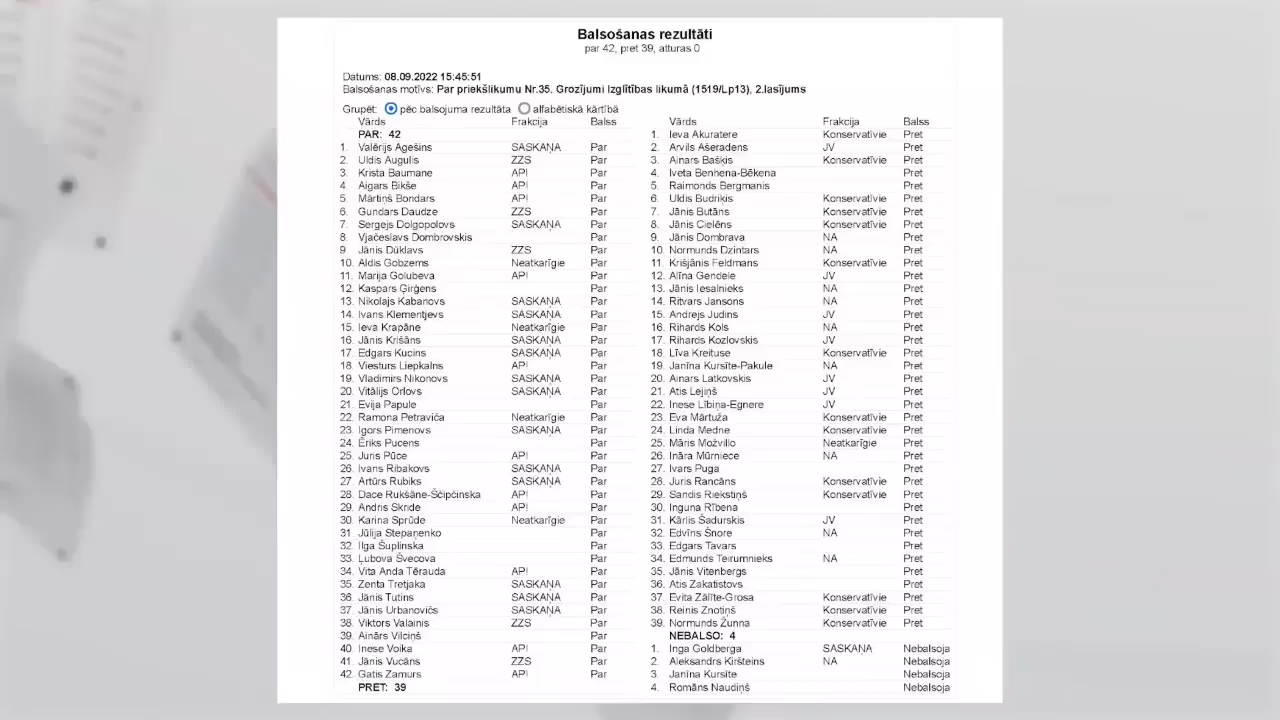 Balsošanas rezultāti
par 42, pret 39, atturas 0
Datums: 08.09.2022 15:45:51
Balsošanas motīvs: Par priekšlikumu Nr.35. Grozījumi Izglītības likumā (1519/Lp13), 2.lasījums
Grupēt: pēc balsojuma rezultāta alfabētiskā kārtībā
Vārds Frakcija Balss
PAR: 42
1. Valērijs Agešins SASKAŅA Par
2. Uldis Augulis ZZS Par
3. Krista Baumane AP! Par
4. Aigars Bikše AP! Par
5. Mārtiņš Bondars AP! Par
6. Gundars Daudze ZZS Par
7. Sergejs Dolgopolovs SASKAŅA Par
8. Vjačeslavs Dombrovskis Par
9. Jānis Dūklavs ZZS Par
10. Aldis Gobzems Neatkarīgie Par
11. Marija Golubeva AP! Par
12. Kaspars Ģirģens Par
13. Nikolajs Kabanovs SASKAŅA Par
14. Ivans Klementjevs SASKAŅA Par
15. Ieva Krapāne Neatkarīgie Par
16. Jānis Krišāns SASKAŅA Par
17. Edgars Kucins SASKAŅA Par
18. Viesturs Liepkalns AP! Par
19. Vladimirs Nikonovs SASKAŅA Par
20. Vitālijs Orlovs SASKAŅA Par
21. Evija Papule Par
22. Ramona Petraviča Neatkarīgie Par
23. Igors Pimenovs SASKAŅA Par
24. Ēriks Pucens Par
25. Juris Pūce AP! Par
26. Ivans Ribakovs SASKAŅA Par
27. Artūrs Rubiks SASKAŅA Par
28. Dace Rukšāne-Ščipčinska AP! Par
29. Andris Skride AP! Par
30. Karina Sprūde Neatkarīgie Par
31. Jūlija Stepaņenko Par
32. Ilga Šuplinska Par
33. Ļubova Švecova Par
34. Vita Anda Tērauda AP! Par
35. Zenta Tretjaka SASKAŅA Par
36. Jānis Tutins SASKAŅA Par
37. Jānis Urbanovičs SASKAŅA Par
38. Viktors Valainis ZZS Par
39. Ainārs Vilciņš Par
40. Inese Voika AP! Par
41. Jānis Vucāns ZZS Par
42. Gatis Zamurs AP! Par
PRET: 39
Vārds Frakcija Balss
1. Ieva Akuratere Konservatīvie Pret
2. Arvils Ašeradens JV Pret
3. Ainars Bašķis Konservatīvie Pret
4. Iveta Benhena-Bēkena Pret
5. Raimonds Bergmanis Pret
6. Uldis Budriķis Konservatīvie Pret
7. Jānis Butāns Konservatīvie Pret
8. Jānis Cielēns Konservatīvie Pret
9. Jānis Dombrava NA Pret
10. Normunds Dzintars NA Pret
11. Krišjānis Feldmans Konservatīvie Pret
12. Alīna Gendele JV Pret
13. Jānis Iesalnieks NA Pret
14. Ritvars Jansons NA Pret
15. Andrejs Judins JV Pret
16. Rihards Kols NA Pret
17. Rihards Kozlovskis JV Pret
18. Līva Kreituse Konservatīvie Pret
19. Janīna Kursīte-Pakule NA Pret
20. Ainars Latkovskis JV Pret
21. Atis Lejiņš JV Pret
22. Inese Lībiņa-Egnere JV Pret
23. Eva Mārtuža Konservatīvie Pret
24. Linda Medne Konservatīvie Pret
25. Māris Možvillo Neatkarīgie Pret
26. Ināra Mūrniece NA Pret
27. Ivars Puga Pret
28. Juris Rancāns Konservatīvie Pret
29. Sandis Riekstiņš Konservatīvie Pret
30. Inguna Rībena Pret
31. Kārlis Šadurskis JV Pret
32. Edvīns Šnore NA Pret
33. Edgars Tavars Pret
34. Edmunds Teirumnieks NA Pret
35. Jānis Vitenbergs Pret
36. Atis Zakatistovs Pret
37. Evita Zālīte-Grosa Konservatīvie Pret
38. Reinis Znotiņš Konservatīvie Pret
39. Normunds Žunna Konservatīvie Pret
NEBALSO: 4
1. Inga Goldberga SASKAŅA Nebalsoja
2. Aleksandrs Kiršteins NA Nebalsoja
3. Janīna Kursīte Nebalsoja
4. Romāns Naudiņš Nebalsoja